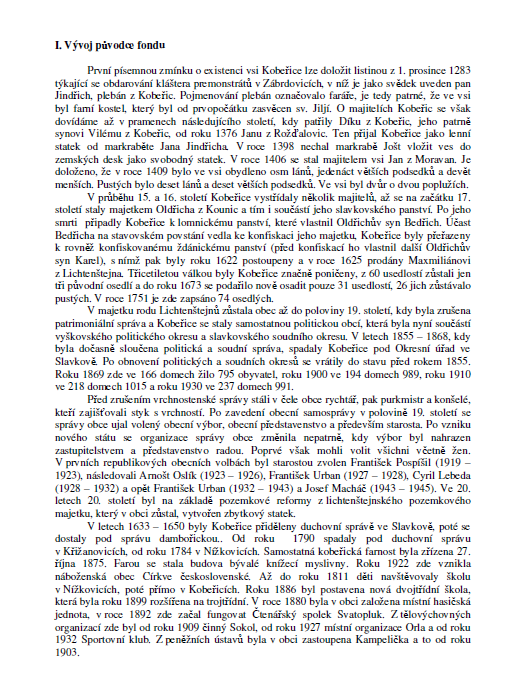 I. Vývoj původce fondu
První písemnou zmínku o existenci vsi Kobeřice lze doložit listinou z 1. prosince 1283
týkající se obdarování kláštera premonstrátů v Zábrdovicích, v níž je jako svědek uveden pan
Jindřich, plebán z Kobeřic. Pojmenování plebán označovalo faráře, je tedy patrné, že ve vsi
byl farní kostel, který byl od prvopočátku zasvěcen sv. Jiljí. O majitelích Kobeřic se však
dovídáme až v pramenech následujícího století, kdy patřily Díku z Kobeřic, jeho patrně
synovi Vilému z Kobeřic, od roku 1376 Janu z Rožďalovic. Ten přijal Kobeřice jako lenní
statek od markraběte Jana Jindřicha. V roce 1398 nechal markrabě Jošt vložit ves do
zemských desk jako svobodný statek. V roce 1406 se stal majitelem vsi Jan z Moravan. Je
doloženo, že v roce 1409 bylo ve vsi obydleno osm lánů, jedenáct větších podsedků a devět
menších. Pustých bylo deset lánů a deset větších podsedků. Ve vsi byl dvůr o dvou poplužích.
V průběhu 15. a 16. století Kobeřice vystřídaly několik majitelů, až se na začátku 17.
století staly majetkem Oldřicha z Kounic a tím i součástí jeho slavkovského panství. Po jeho
smrti připadly Kobeřice k lomnickému panství, které vlastnil Oldřichův syn Bedřich. Účast
Bedřicha na stavovském povstání vedla ke konfiskaci jeho majetku, Kobeřice byly přeřazeny
k rovněž konfiskovanému ždánickému panství (před konfiskací ho vlastnil další Oldřichův
syn Karel), s nímž pak byly roku 1622 postoupeny a v roce 1625 prodány Maxmiliánovi
z Lichtenštejna. Třicetiletou válkou byly Kobeřice značně poničeny, z 60 usedlostí zůstali jen
tři původní osedlí a do roku 1673 se podařilo nově osadit pouze 31 usedlostí, 26 jich zůstávalo
pustých. V roce 1751 je zde zapsáno 74 osedlých.
V majetku rodu Lichtenštejnů zůstala obec až do poloviny 19. století, kdy byla zrušena
patrimoniální správa a Kobeřice se staly samostatnou politickou obcí, která byla nyní součástí
vyškovského politického okresu a slavkovského soudního okresu. V letech 1855 – 1868, kdy
byla dočasně sloučena politická a soudní správa, spadaly Kobeřice pod Okresní úřad ve
Slavkově. Po obnovení politických a soudních okresů se vrátily do stavu před rokem 1855.
Roku 1869 zde ve 166 domech žilo 795 obyvatel, roku 1900 ve 194 domech 989, roku 1910
ve 218 domech 1015 a roku 1930 ve 237 domech 991.
Před zrušením vrchnostenské správy stáli v čele obce rychtář, pak purkmistr a konšelé,
kteří zajišťovali styk s vrchností. Po zavedení obecní samosprávy v polovině 19. století se
správy obce ujal volený obecní výbor, obecní představenstvo a především starosta. Po vzniku
nového státu se organizace správy obce změnila nepatrně, kdy výbor byl nahrazen
zastupitelstvem a představenstvo radou. Poprvé však mohli volit všichni včetně žen.
V prvních republikových obecních volbách byl starostou zvolen František Pospíšil (1919 –
1923), následovali Arnošt Oslík (1923 – 1926), František Urban (1927 – 1928), Cyril Lebeda
(1928 – 1932) a opět František Urban (1932 – 1943) a Josef Macháč (1943 – 1945). Ve 20.
letech 20. století byl na základě pozemkové reformy z lichtenštejnského pozemkového
majetku, který v obci zůstal, vytvořen zbytkový statek.
V letech 1633 – 1650 byly Kobeřice přiděleny duchovní správě ve Slavkově, poté se
dostaly pod správu dambořickou.. Od roku 1790 spadaly pod duchovní správu
v Křižanovicích, od roku 1784 v Nížkovicích. Samostatná kobeřická farnost byla zřízena 27.
října 1875. Farou se stala budova bývalé knížecí myslivny. Roku 1922 zde vznikla
náboženská obec Církve československé. Až do roku 1811 děti navštěvovaly školu
v Nížkovicích, poté přímo v Kobeřicích. Roku 1886 byl postavena nová dvojtřídní škola,
která byla roku 1899 rozšířena na trojtřídní. V roce 1880 byla v obci založena místní hasičská
jednota, v roce 1892 zde začal fungovat Čtenářský spolek Svatopluk. Z tělovýchovných
organizací zde byl od roku 1909 činný Sokol, od roku 1927 místní organizace Orla a od roku
1932 Sportovní klub. Z peněžních ústavů byla v obci zastoupena Kampelička a to od roku
1903.